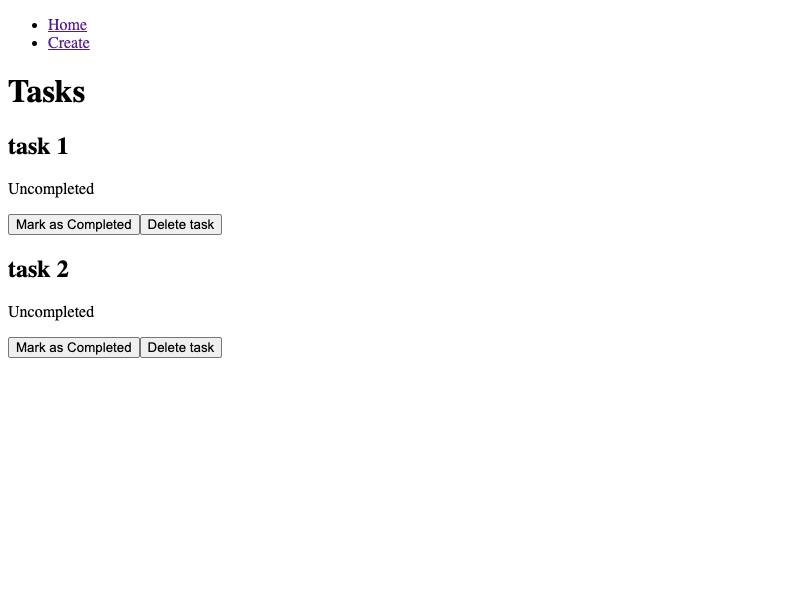 Home
Create
Tasks
task 1
Uncompleted
Mark as Completed Delete task
task 2
Uncompleted
Mark as Completed Delete task